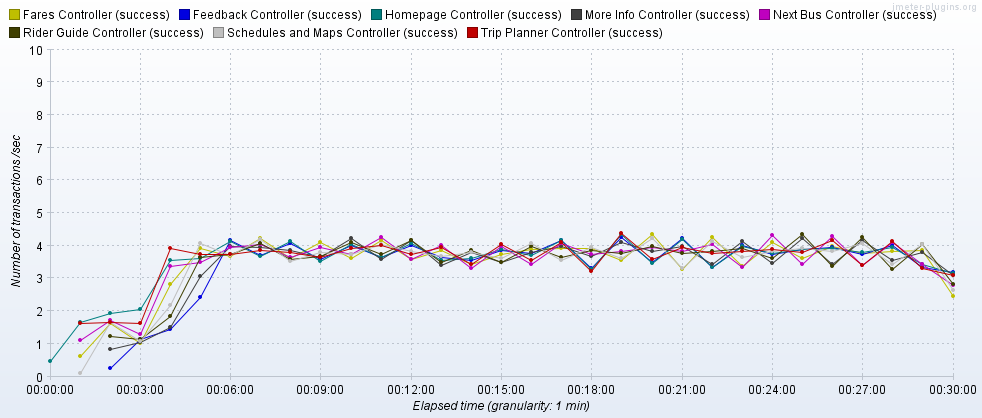 jmeter-plugins.org
Fares Controller (success) Feedback Controller (success) Homepage Controller (success) More Info Controller (success) Next Bus Controller (success)
Rider Guide Controller (success) Schedules and Maps Controller (success) Trip Planner Controller (success)
10
9
8
7
6
5
4
3
2
1
0
Number of transactions /sec
00:00:00 00:03:00 00:06:00 00:09:00 00:12:00 00:15:00 00:18:00 00:21:00 00:24:00 00:27:00 00:30:00
Elapsed time (granularity: 1 min)